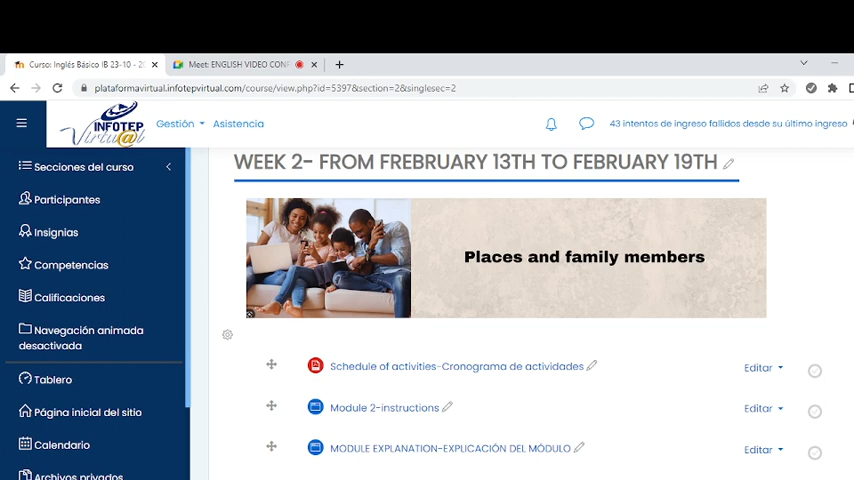 Curso: Inglés Básico IB 23-10 - 20
Meet: ENGLISH VIDEO CONF
plataformavirtual.infotepvirtual.com/course/view.php?id=5397&section=2&singlesec=2
INFOTEP
Virtu@l
Gestión
Asistencia
43 intentos de ingreso fallidos desde su último ingreso
Secciones del curso
Participantes
Insignias
Competencias
Calificaciones
Navegación animada
desactivada
Tablero
Página inicial del sitio
Calendario
Archivos privados
WEEK 2- FROM FREBRUARY 13TH TO FEBRUARY 19TH
Places and family members
Schedule of activities-Cronograma de actividades
Editar
Module 2-instructions
Editar
MODULE EXPLANATION-EXPLICACIÓN DEL MÓDULO
Editar